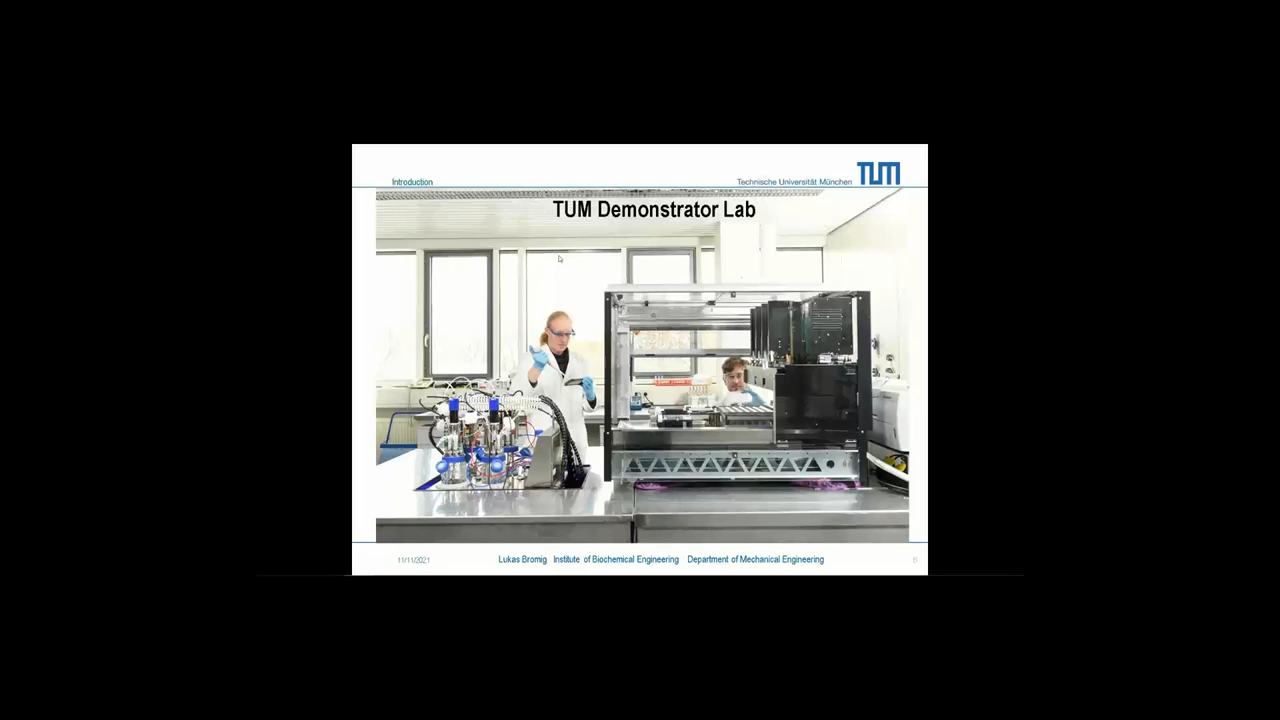 Introduction
Technische Universität München
TUM
TUM Demonstrator Lab
11/11/2021
Lukas Bromig Institute of Biochemical Engineering Department of Mechanical Engineering